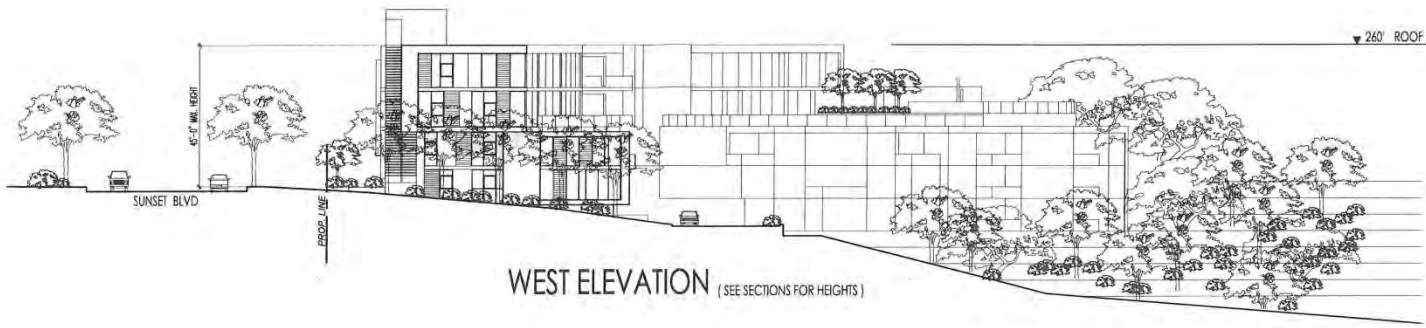 260' ROOF
45'-0" MAX. HEIGHT
SUNSET BLVD
PROP. LINE
WEST ELEVATION ( SEE SECTIONS FOR HEIGHTS )